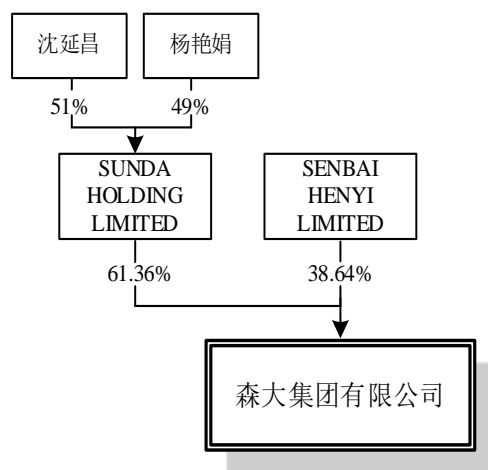 沈延昌
杨艳娟
51%
49%
SUNDA
HOLDING
LIMITED
SENBAI
HENYI
LIMITED
61.36%
38.64%
森大集团有限公司